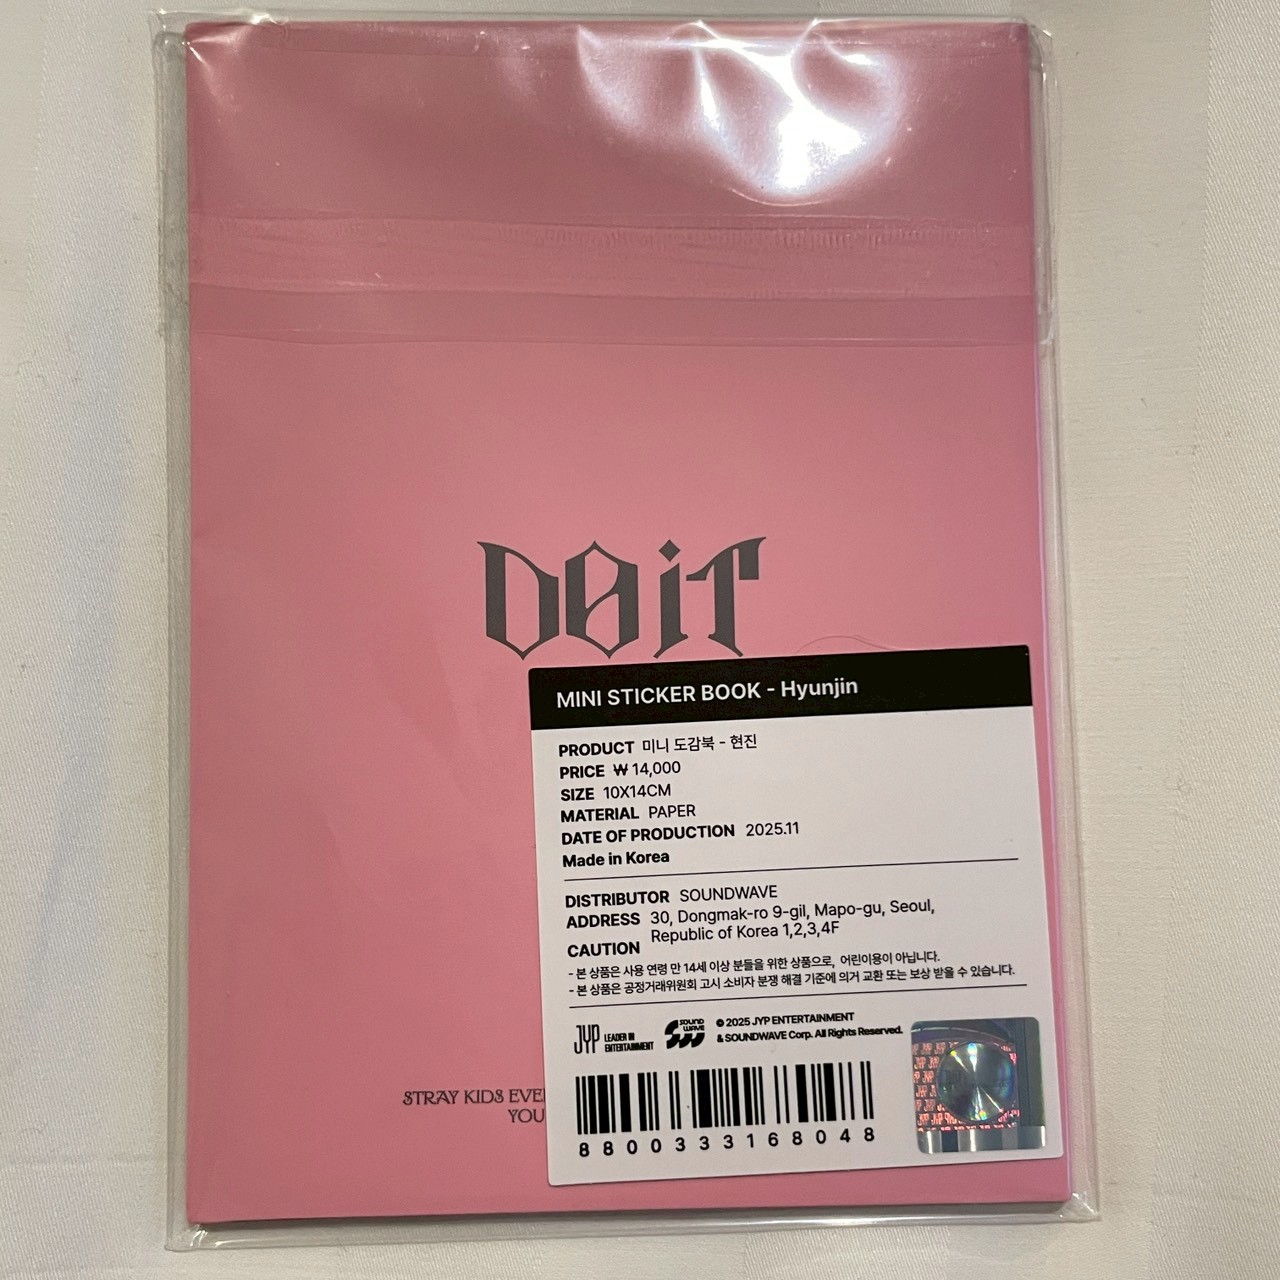 DO iT
MINI STICKER BOOK - Hyunjin
PRODUCT 미니 도감북 - 현진
PRICE ₩ 14,000
SIZE 10X14CM
MATERIAL PAPER
DATE OF PRODUCTION 2025.11
Made in Korea
DISTRIBUTOR SOUNDWAVE
ADDRESS 30, Dongmak-ro 9-gil, Mapo-gu, Seoul,
Republic of Korea 1,2,3,4F
CAUTION
- 본 상품은 사용 연령 만 14세 이상 분들을 위한 상품으로, 어린이용이 아닙니다.
- 본 상품은 공정거래위원회 고시 소비자 분쟁 해결 기준에 의거 교환 또는 보상 받을 수 있습니다.
JYP LEADER IN
ENTERTAINMENT
SOUND
WAVE
© 2025 JYP ENTERTAINMENT
& SOUNDWAVE Corp. All Rights Reserved.
STRAY KIDS EVE
YOU
8800333168048
JYP